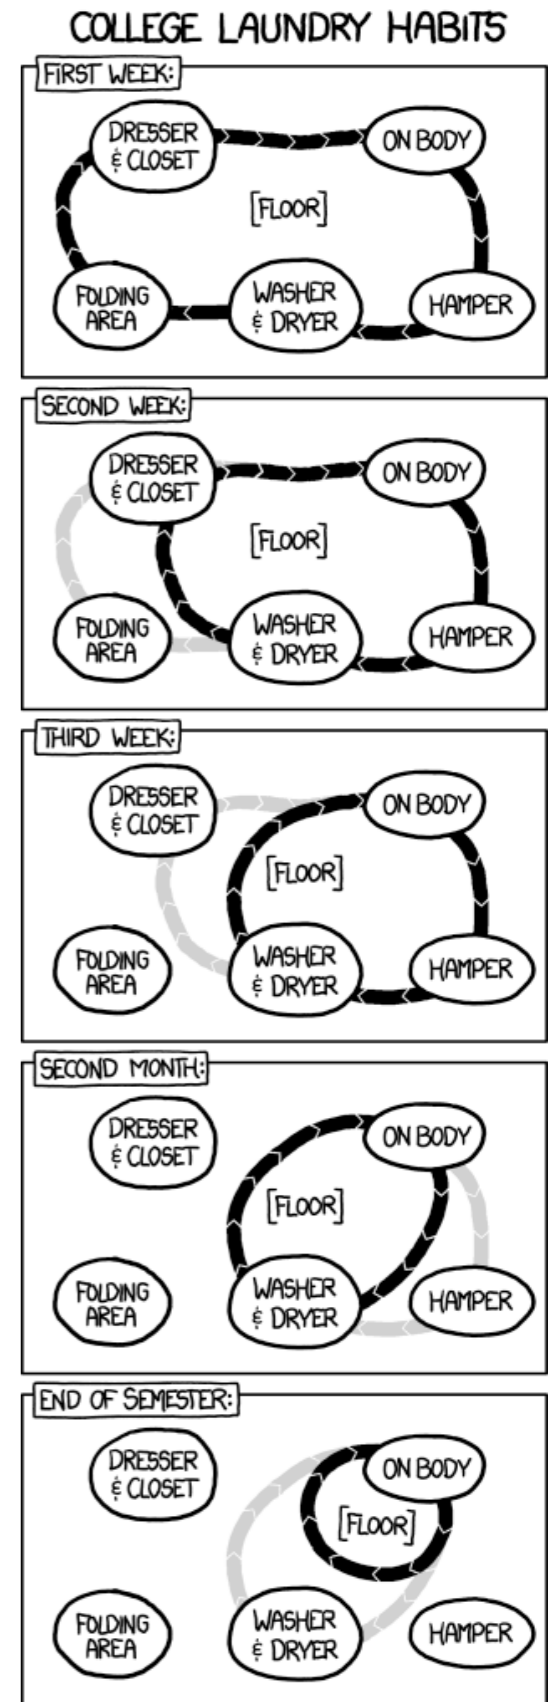 COLLEGE LAUNDRY HABITS
FIRST WEEK:
DRESSER
& CLOSET
ON BODY
[FLOOR]
FOLDING
AREA
WASHER
& DRYER
HAMPER
SECOND WEEK:
DRESSER
& CLOSET
ON BODY
[FLOOR]
FOLDING
AREA
WASHER
& DRYER
HAMPER
THIRD WEEK:
DRESSER
& CLOSET
ON BODY
[FLOOR]
FOLDING
AREA
WASHER
& DRYER
HAMPER
SECOND MONTH:
DRESSER
& CLOSET
ON BODY
[FLOOR]
FOLDING
AREA
WASHER
& DRYER
HAMPER
END OF SEMESTER:
DRESSER
& CLOSET
ON BODY
[FLOOR]
FOLDING
AREA
WASHER
& DRYER
HAMPER